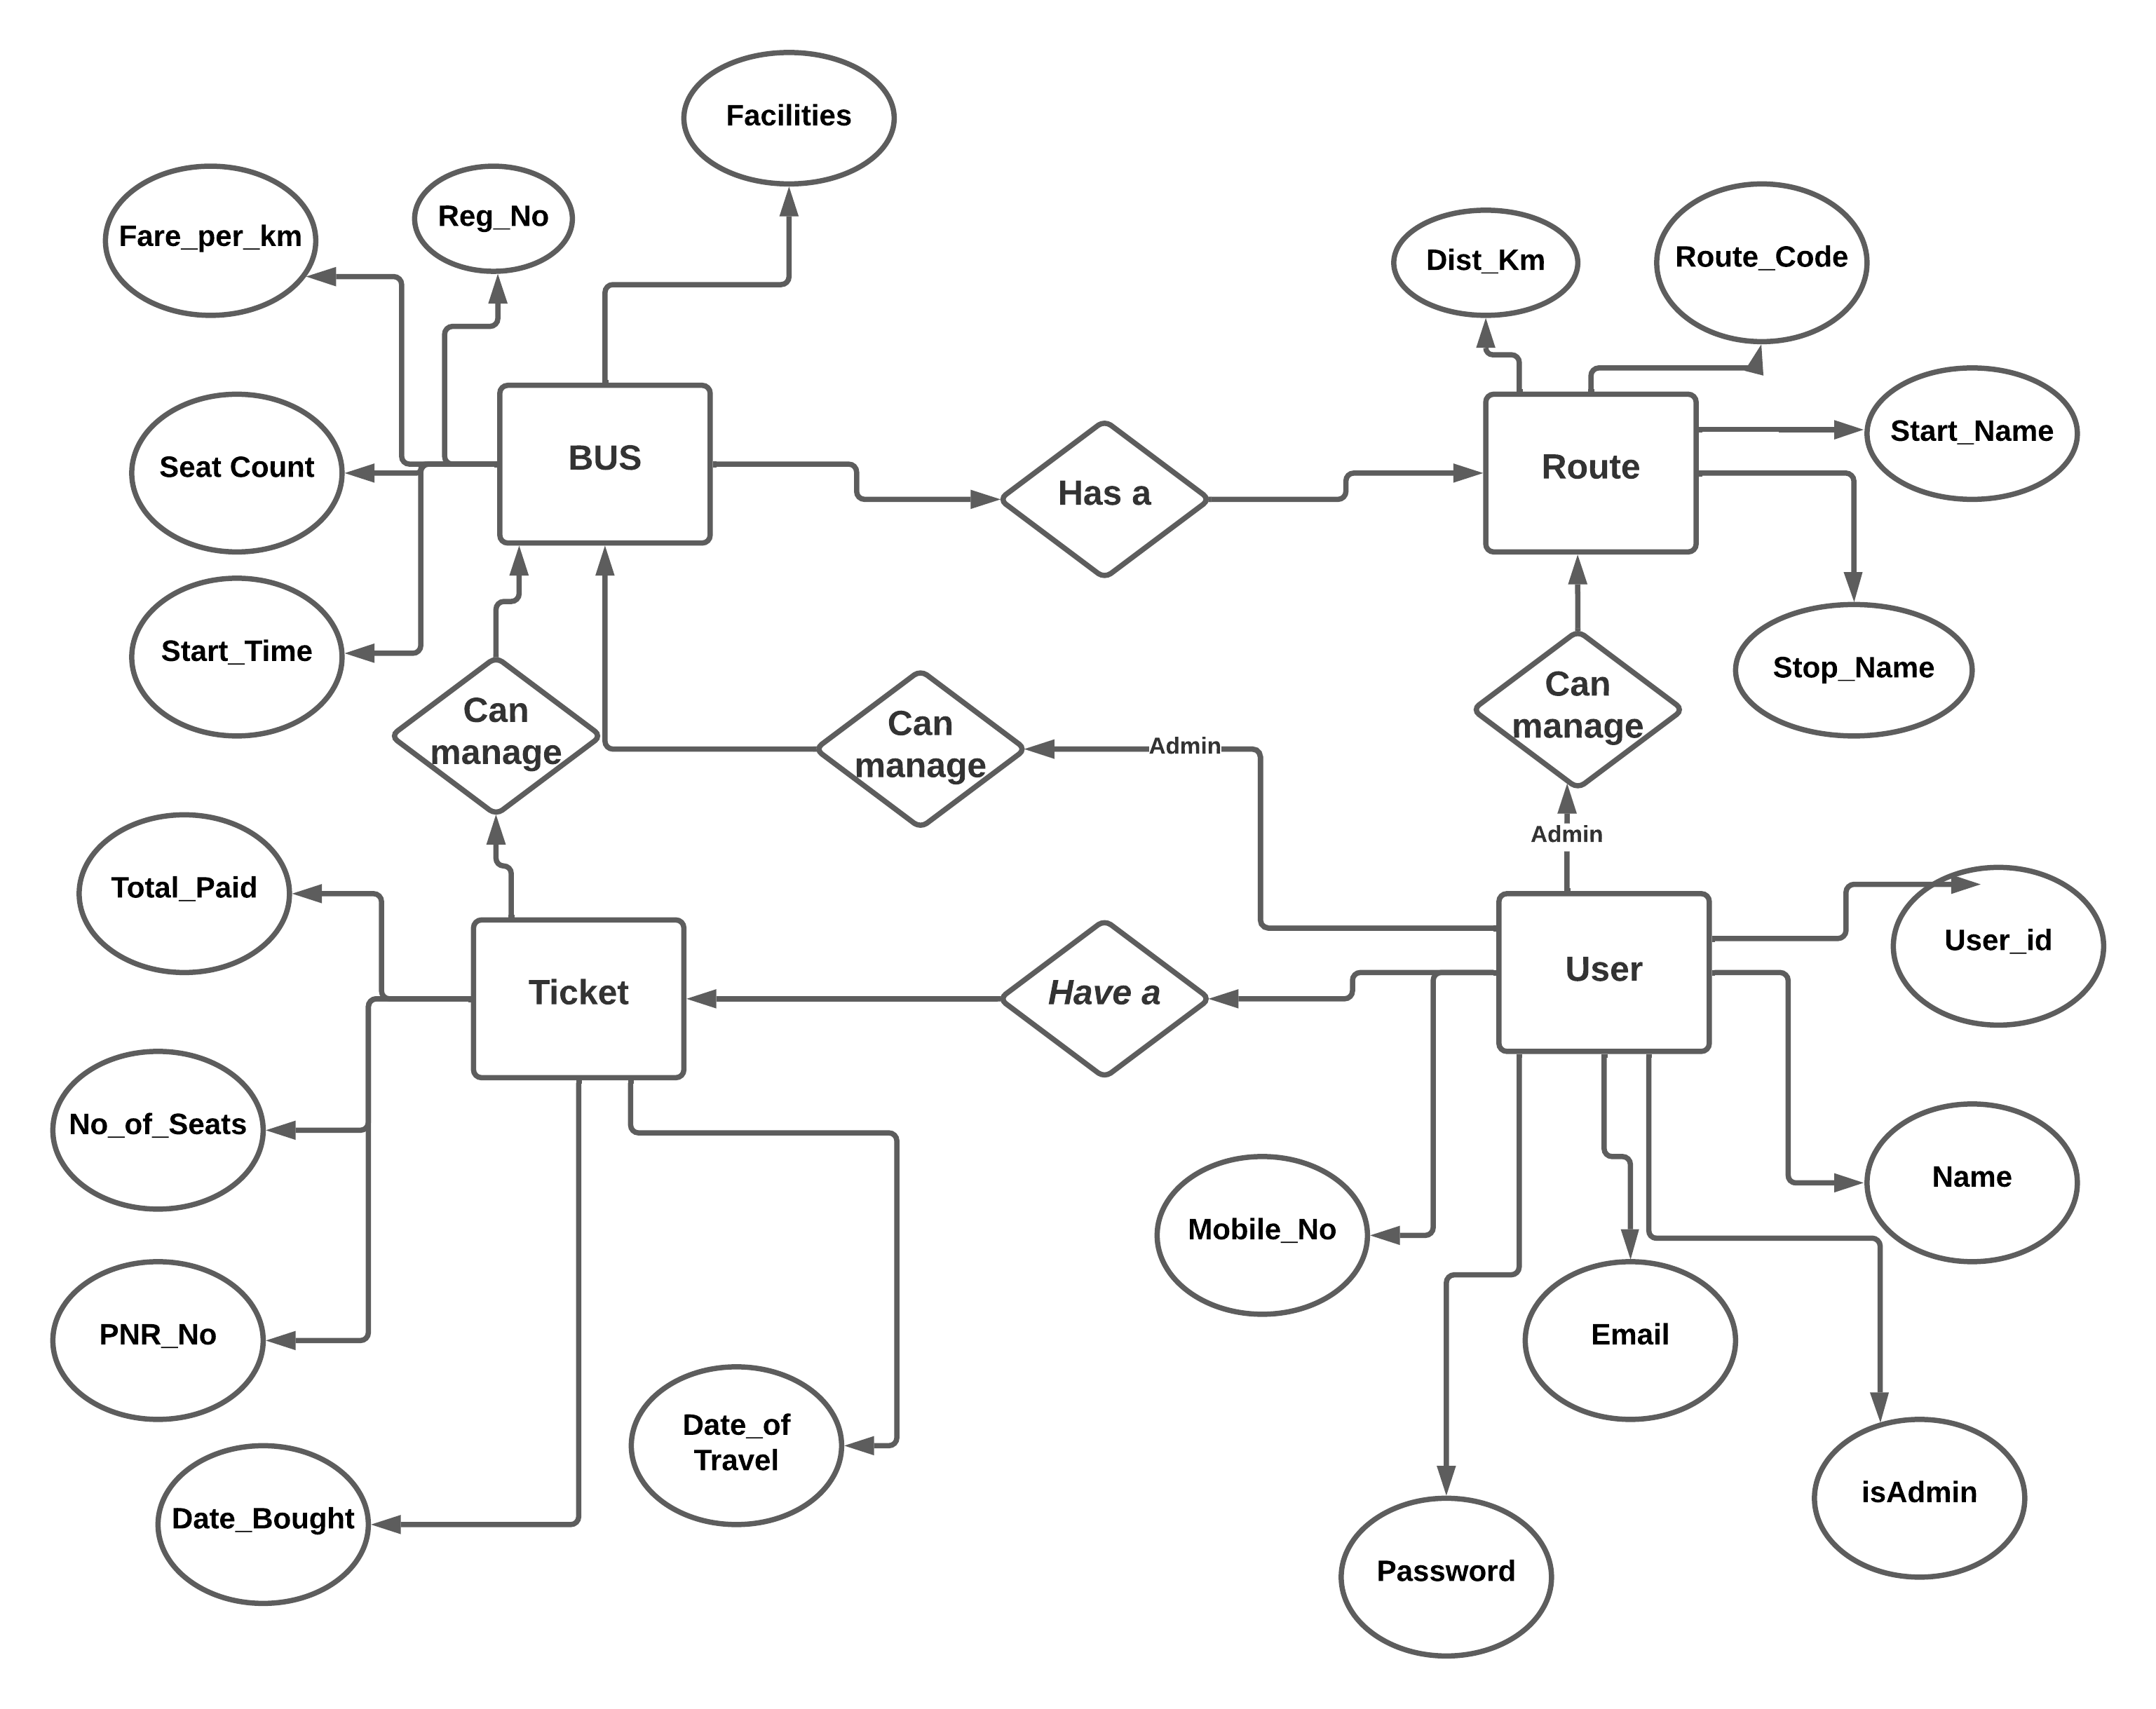 Facilities
Fare_per_km
Reg_No
Dist_Km
Route_Code
Seat Count
BUS
Has a
Route
Start_Name
Start_Time
Can
manage
Can
manage
Admin
Can
manage
Stop_Name
Admin
Total_Paid
Ticket
Have a
User
User_id
No_of_Seats
Mobile_No
Name
PNR_No
Date_of
Travel
Email
Date_Bought
Password
isAdmin